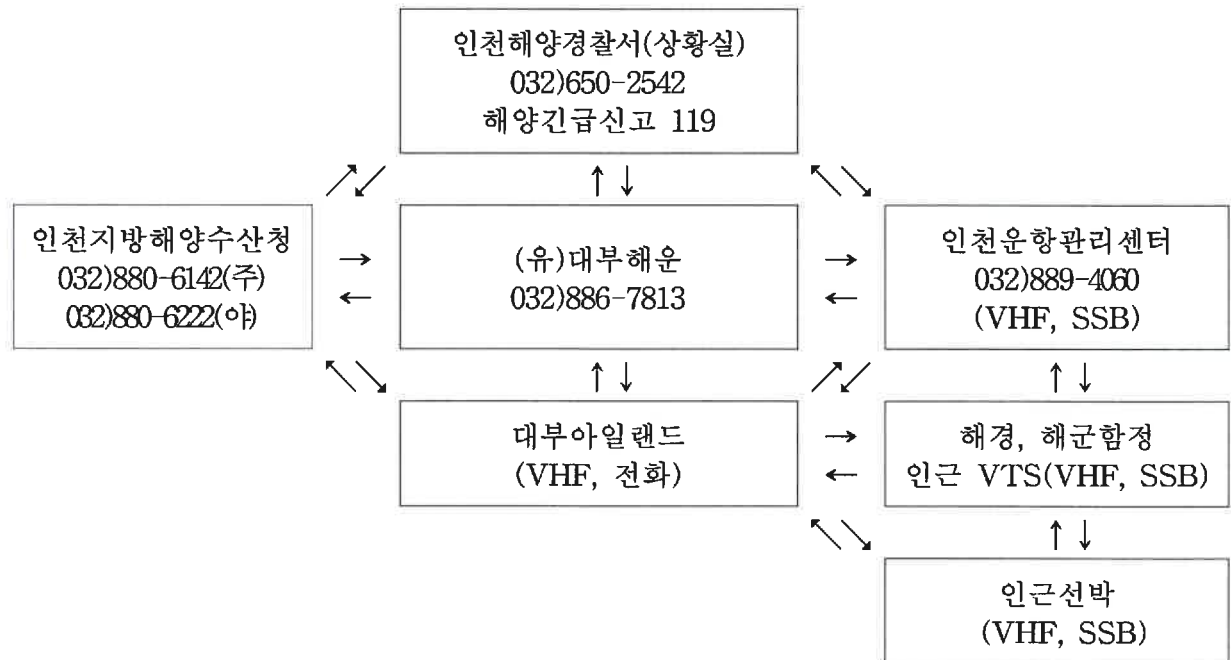 인천해양경찰서(상황실)
032)650-2542
해양긴급신고 119
인천지방해양수산청
032)880-6142(주)
032)880-6222(야)
(유)대부해운
032)886-7813
인천운항관리센터
032)889-4060
(VHF, SSB)
대부아일랜드
(VHF, 전화)
해경, 해군함정
인근 VTS(VHF, SSB)
인근선박
(VHF, SSB)